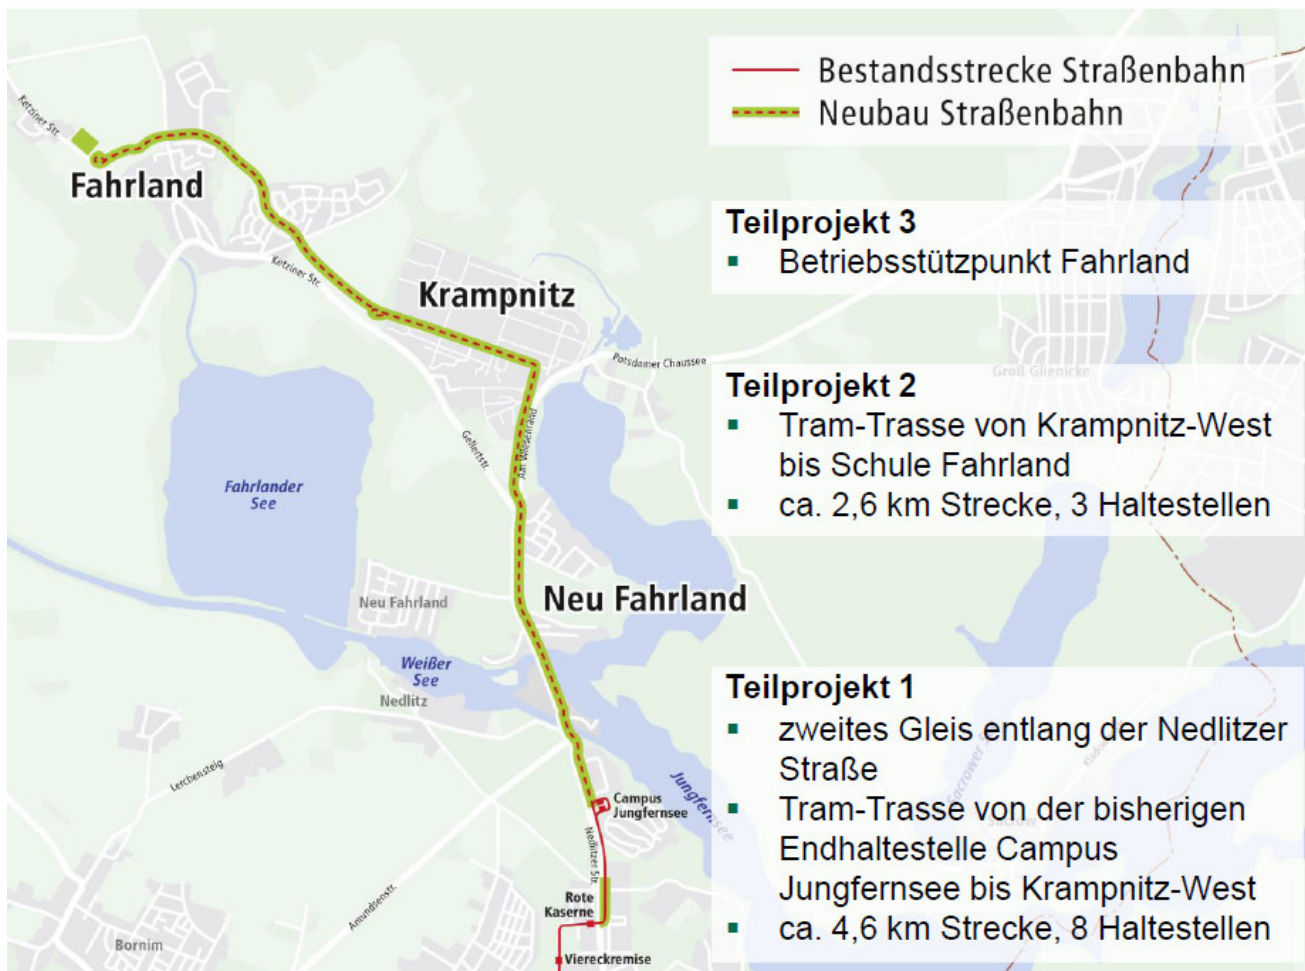 Bestandsstrecke Straßenbahn
Neubau Straßenbahn
Ketziner Str.
Fahrland
Teilprojekt 3
▪ Betriebsstützpunkt Fahrland
Ketziner Str.
Krampnitz
Potsdamer Chaussee
Groß Glienicke
Teilprojekt 2
▪ Tram-Trasse von Krampnitz-West
bis Schule Fahrland
▪ ca. 2,6 km Strecke, 3 Haltestellen
Am Wiesenrand
Gellertstr.
Fahrlander
See
Neu Fahrland
Neu Fahrland
Weißer
See
Nedlitz
Teilprojekt 1
▪ zweites Gleis entlang der Nedlitzer
Straße
▪ Tram-Trasse von der bisherigen
Endhaltestelle Campus
Jungfernsee bis Krampnitz-West
▪ ca. 4,6 km Strecke, 8 Haltestellen
Lerchensteig
Jungfernsee
Sacrower
Sacrow
Campus
Jungfernsee
Nedlitzer Str.
Amundsenstr.
Rote
Kaserne
Bornim
Viereckremise